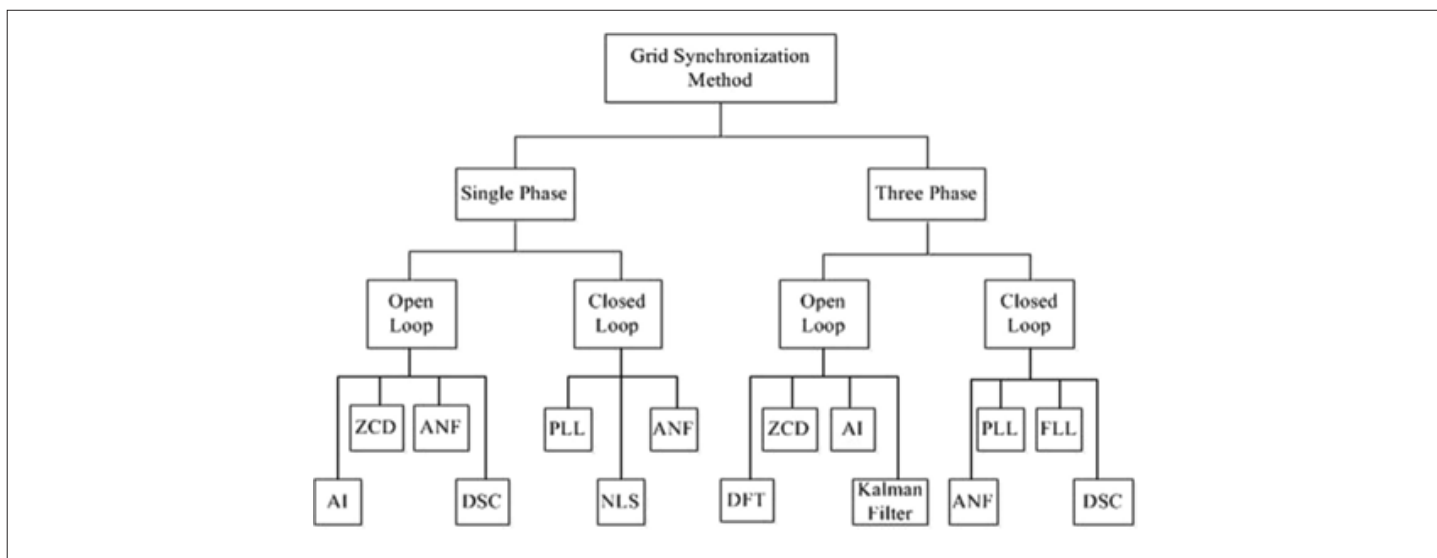 Grid Synchronization
Method
Single Phase
Three Phase
Open
Loop
Closed
Loop
Open
Loop
Closed
Loop
ZCD
ANF
PLL
ANF
ZCD
AI
PLL
FLL
AI
DSC
NLS
DFT
Kalman
Filter
ANF
DSC